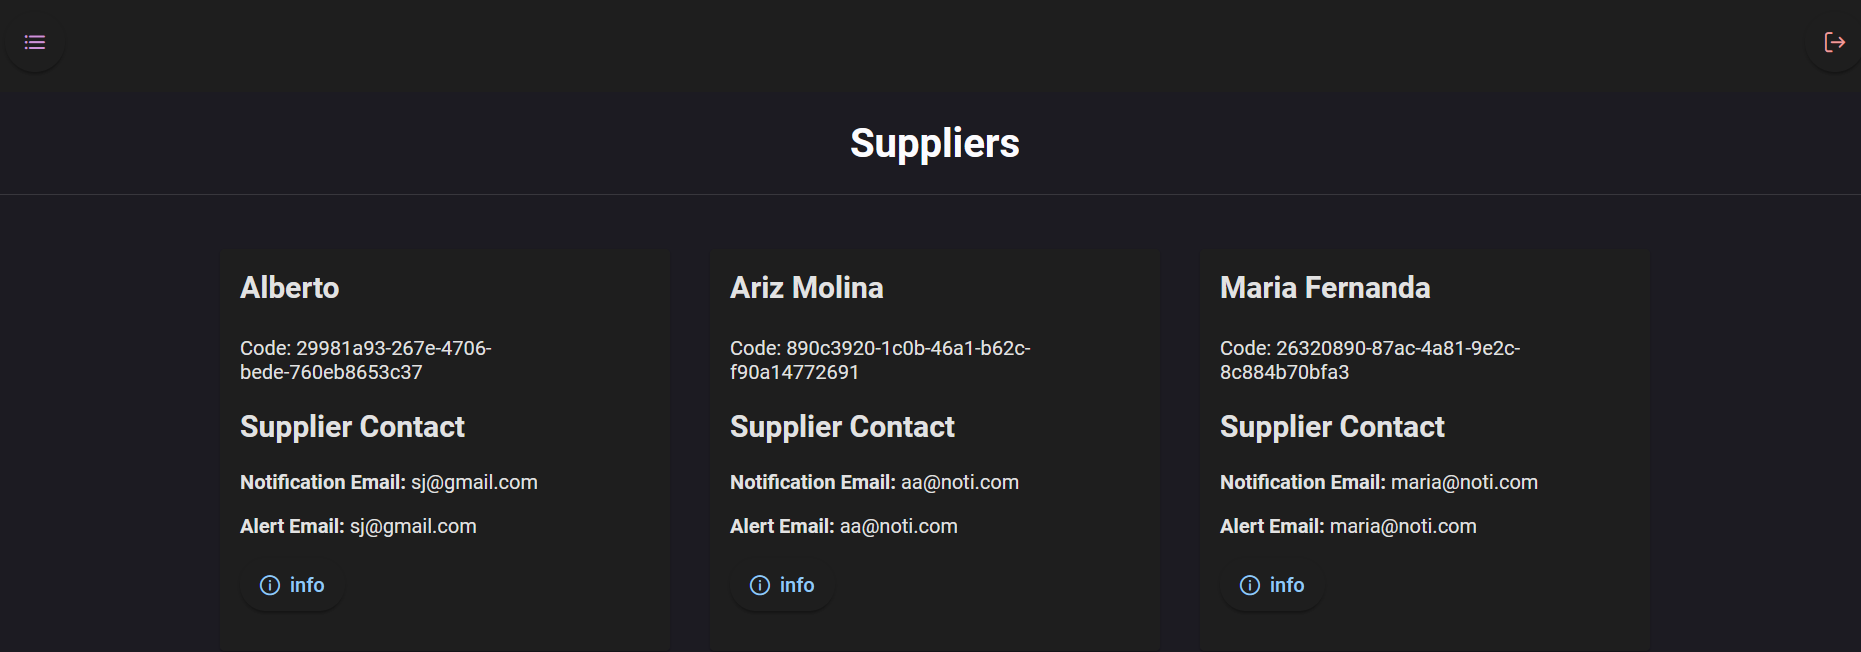 Suppliers
Alberto
Code: 29981a93-267e-4706-
bede-760eb8653c37
Supplier Contact
Notification Email: sj@gmail.com
Alert Email: sj@gmail.com
info
Ariz Molina
Code: 890c3920-1c0b-46a1-b62c-
f90a14772691
Supplier Contact
Notification Email: aa@noti.com
Alert Email: aa@noti.com
info
Maria Fernanda
Code: 26320890-87ac-4a81-9e2c-
8c884b70bfa3
Supplier Contact
Notification Email: maria@noti.com
Alert Email: maria@noti.com
info